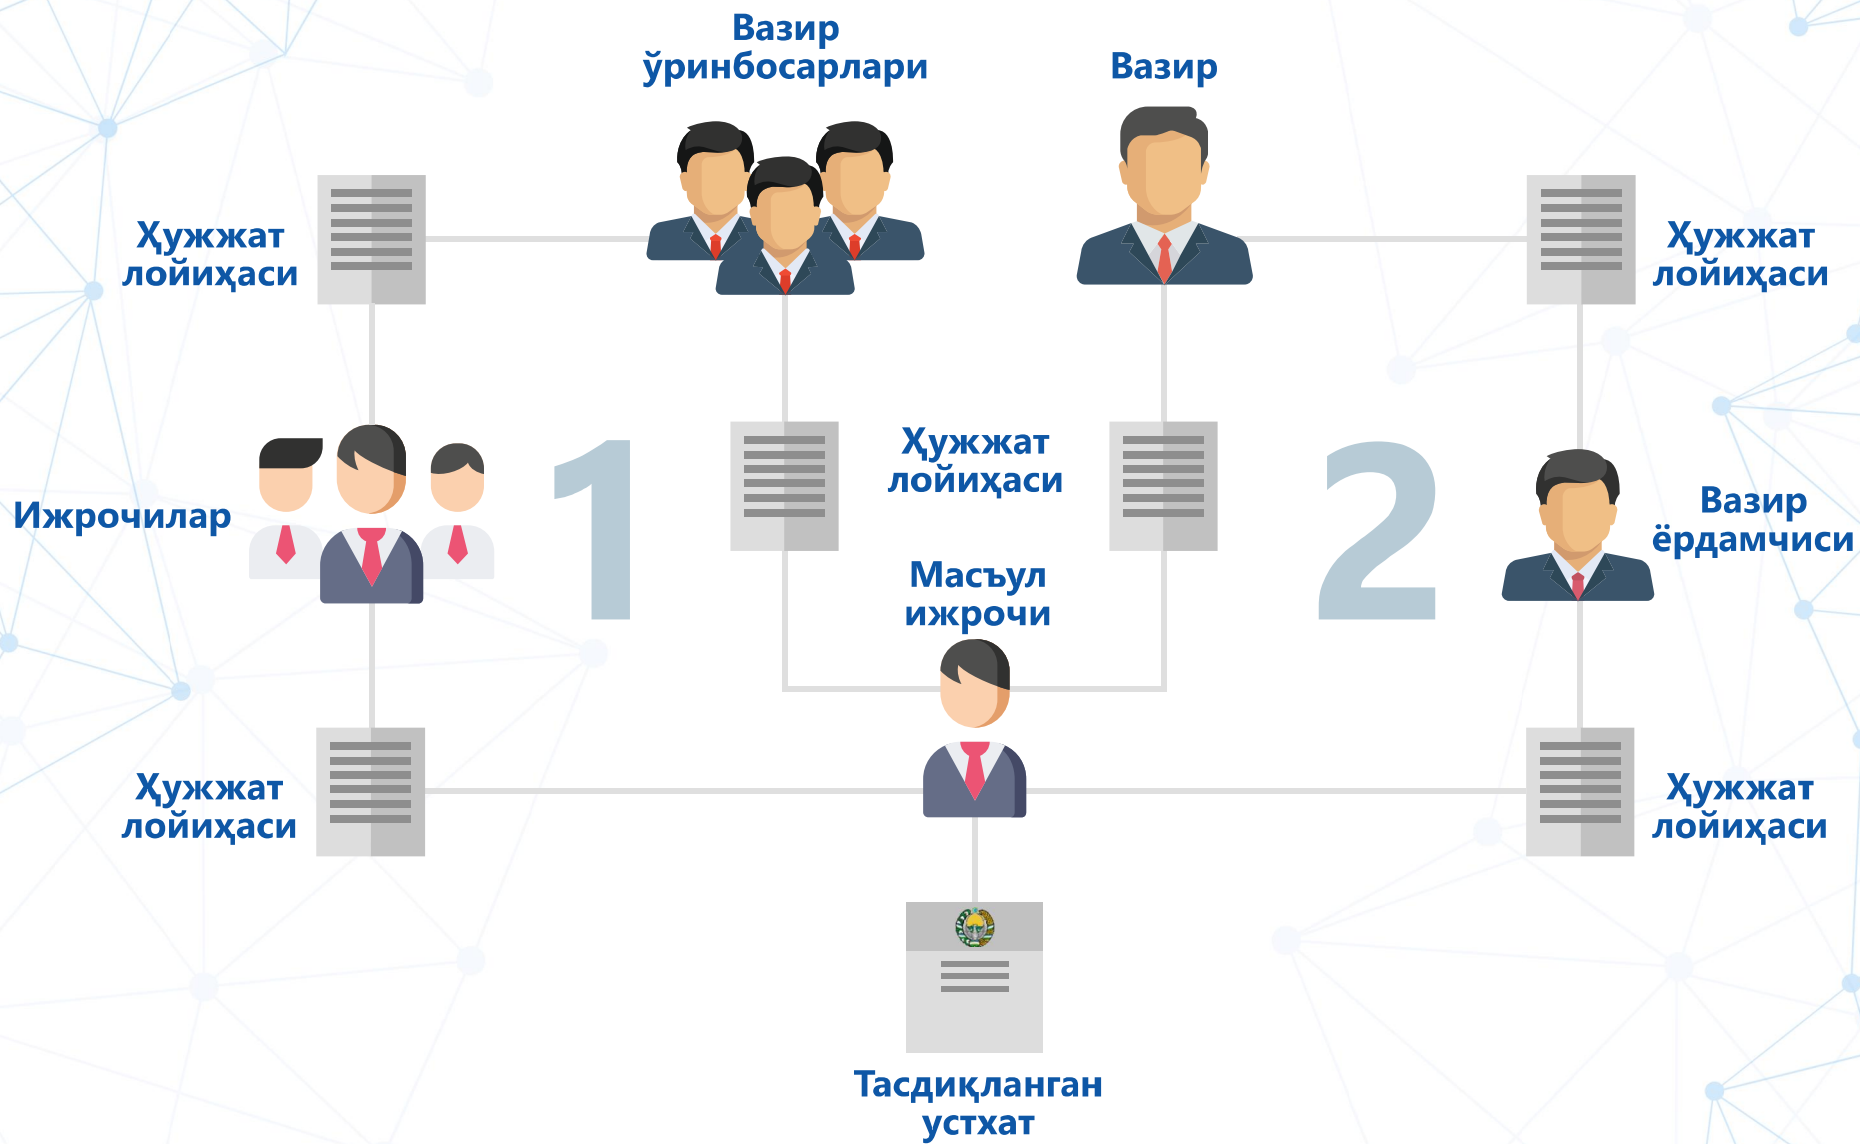 Вазир
ўринбосарлари
Вазир
Ҳужжат
лойиҳаси
Ҳужжат
лойиҳаси
Ижрочилар
1
Ҳужжат
лойиҳаси
2
Вазир
ёрдамчиси
Масъул
ижрочи
Ҳужжат
лойиҳаси
Ҳужжат
лойиҳаси
Тасдиқланган
устхат